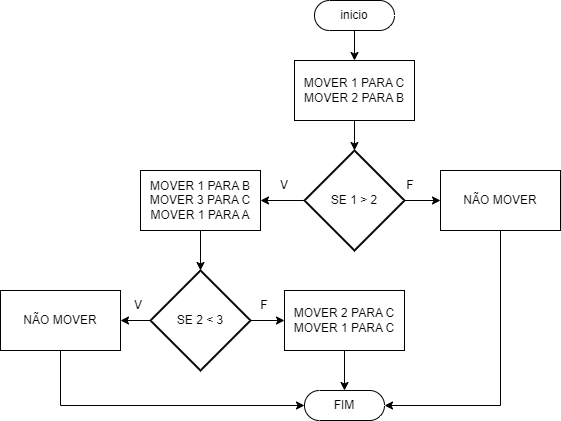 inicio
MOVER 1 PARA C
MOVER 2 PARA B
SE 1 > 2
V
F
MOVER 1 PARA B
MOVER 3 PARA C
MOVER 1 PARA A
NÃO MOVER
SE 2 < 3
V
F
NÃO MOVER
MOVER 2 PARA C
MOVER 1 PARA C
FIM